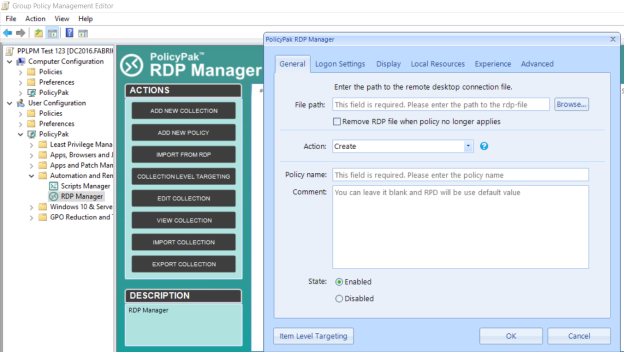 Group Policy Management Editor
File Action View Help
PPLPM Test 123 [DC2016.FABRIK
Computer Configuration
Policies
Preferences
PolicyPak
User Configuration
Policies
Preferences
PolicyPak
Least Privilege Mana
Apps, Browsers and J
Apps and Patch Man
Automation and Ren
Scripts Manager
RDP Manager
Windows 10 & Serve
GPO Reduction and T
PolicyPak™
RDP Manager
ACTIONS
ADD NEW COLLECTION
ADD NEW POLICY
IMPORT FROM RDP
COLLECTION LEVEL TARGETING
EDIT COLLECTION
VIEW COLLECTION
IMPORT COLLECTION
EXPORT COLLECTION
DESCRIPTION
RDP Manager
PolicyPak RDP Manager
General Logon Settings Display Local Resources Experience Advanced
Enter the path to the remote desktop connection file.
File path: This field is required. Please enter the path to the rdp-file Browse...
Remove RDP file when policy no longer applies
Action: Create
Policy name: This field is required. Please enter the policy name
Comment: You can leave it blank and RPD will be use default value
State: Enabled
Disabled
Item Level Targeting OK Cancel